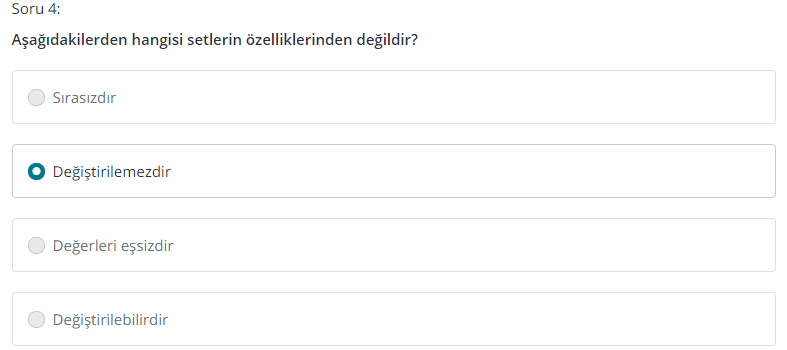 Soru 4:
Aşağıdakilerden hangisi setlerin özelliklerinden değildir?
Sırasızdır
Değiştirilemezdir
Değerleri eşsizdir
Değiştirilebilirdir